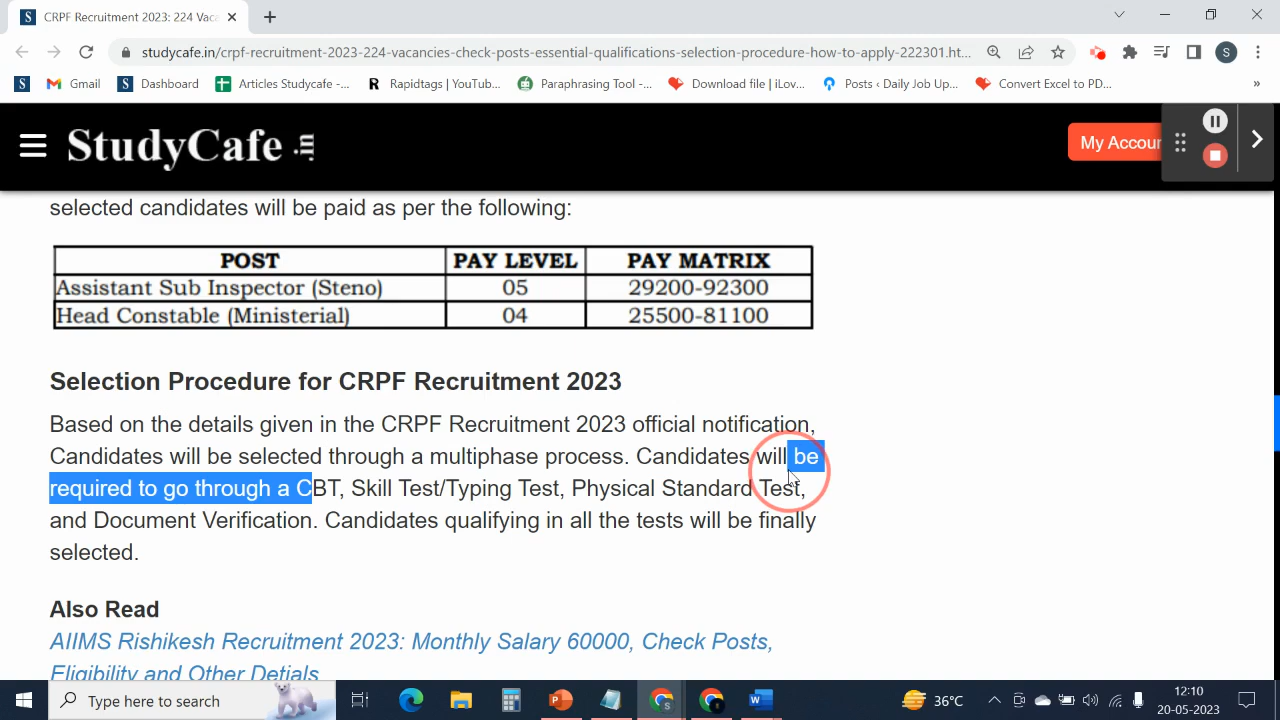 CRPF Recruitment 2023: 224 Vaca
studycafe.in/crpf-recruitment-2023-224-vacancies-check-posts-essential-qualifications-selection-procedure-how-to-apply-222301.ht...
S
Gmail
Dashboard
Articles Studycafe -...
Rapidtags | YouTub...
Paraphrasing Tool -...
Download file | iLov...
Posts ‹ Daily Job Up...
Convert Excel to PD...
»
StudyCafe .in
My Accour
selected candidates will be paid as per the following:
POST PAY LEVEL PAY MATRIX
Assistant Sub Inspector (Steno) 05 29200-92300
Head Constable (Ministerial) 04 25500-81100
Selection Procedure for CRPF Recruitment 2023
Based on the details given in the CRPF Recruitment 2023 official notification,
Candidates will be selected through a multiphase process. Candidates will be
required to go through a CBT, Skill Test/Typing Test, Physical Standard Test,
and Document Verification. Candidates qualifying in all the tests will be finally
selected.
Also Read
AIIMS Rishikesh Recruitment 2023: Monthly Salary 60000, Check Posts,
Eligibility and Other Detials
Type here to search
36°C
12:10
20-05-2023